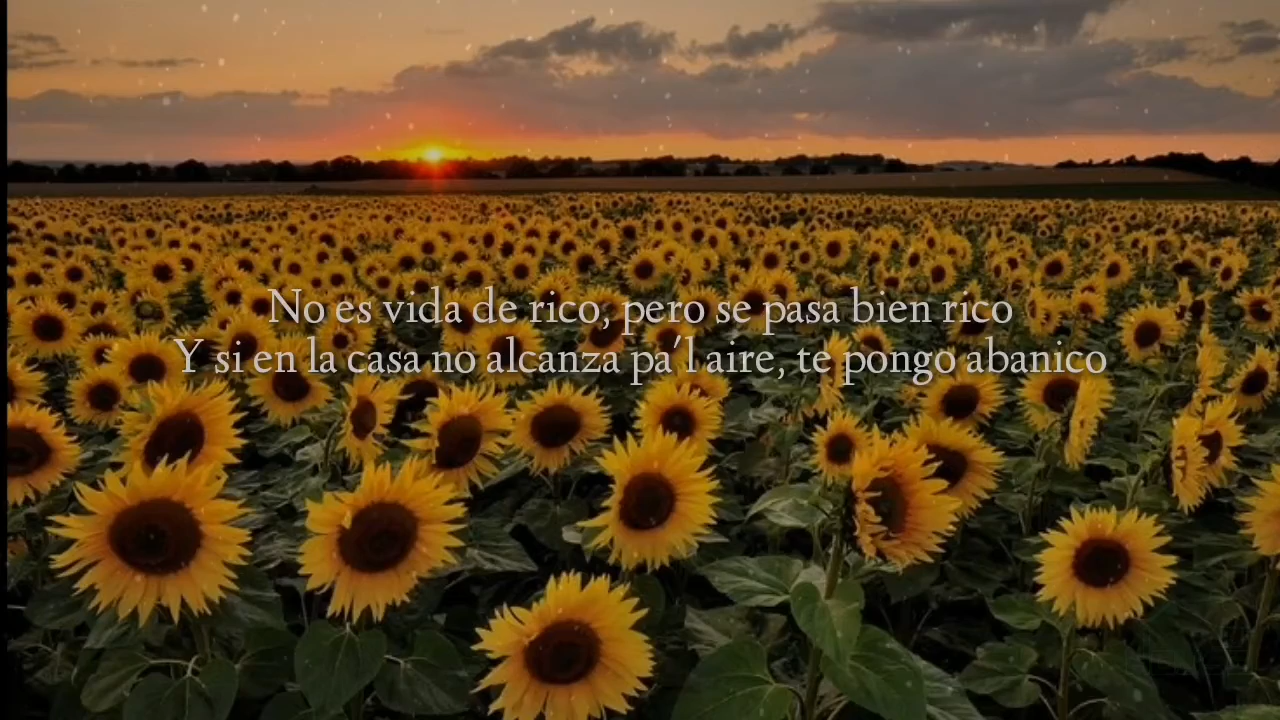 No es vida de rico, pero se pasa bien rico
Y si en la casa no alcanza pa'l aire, te pongo abanico